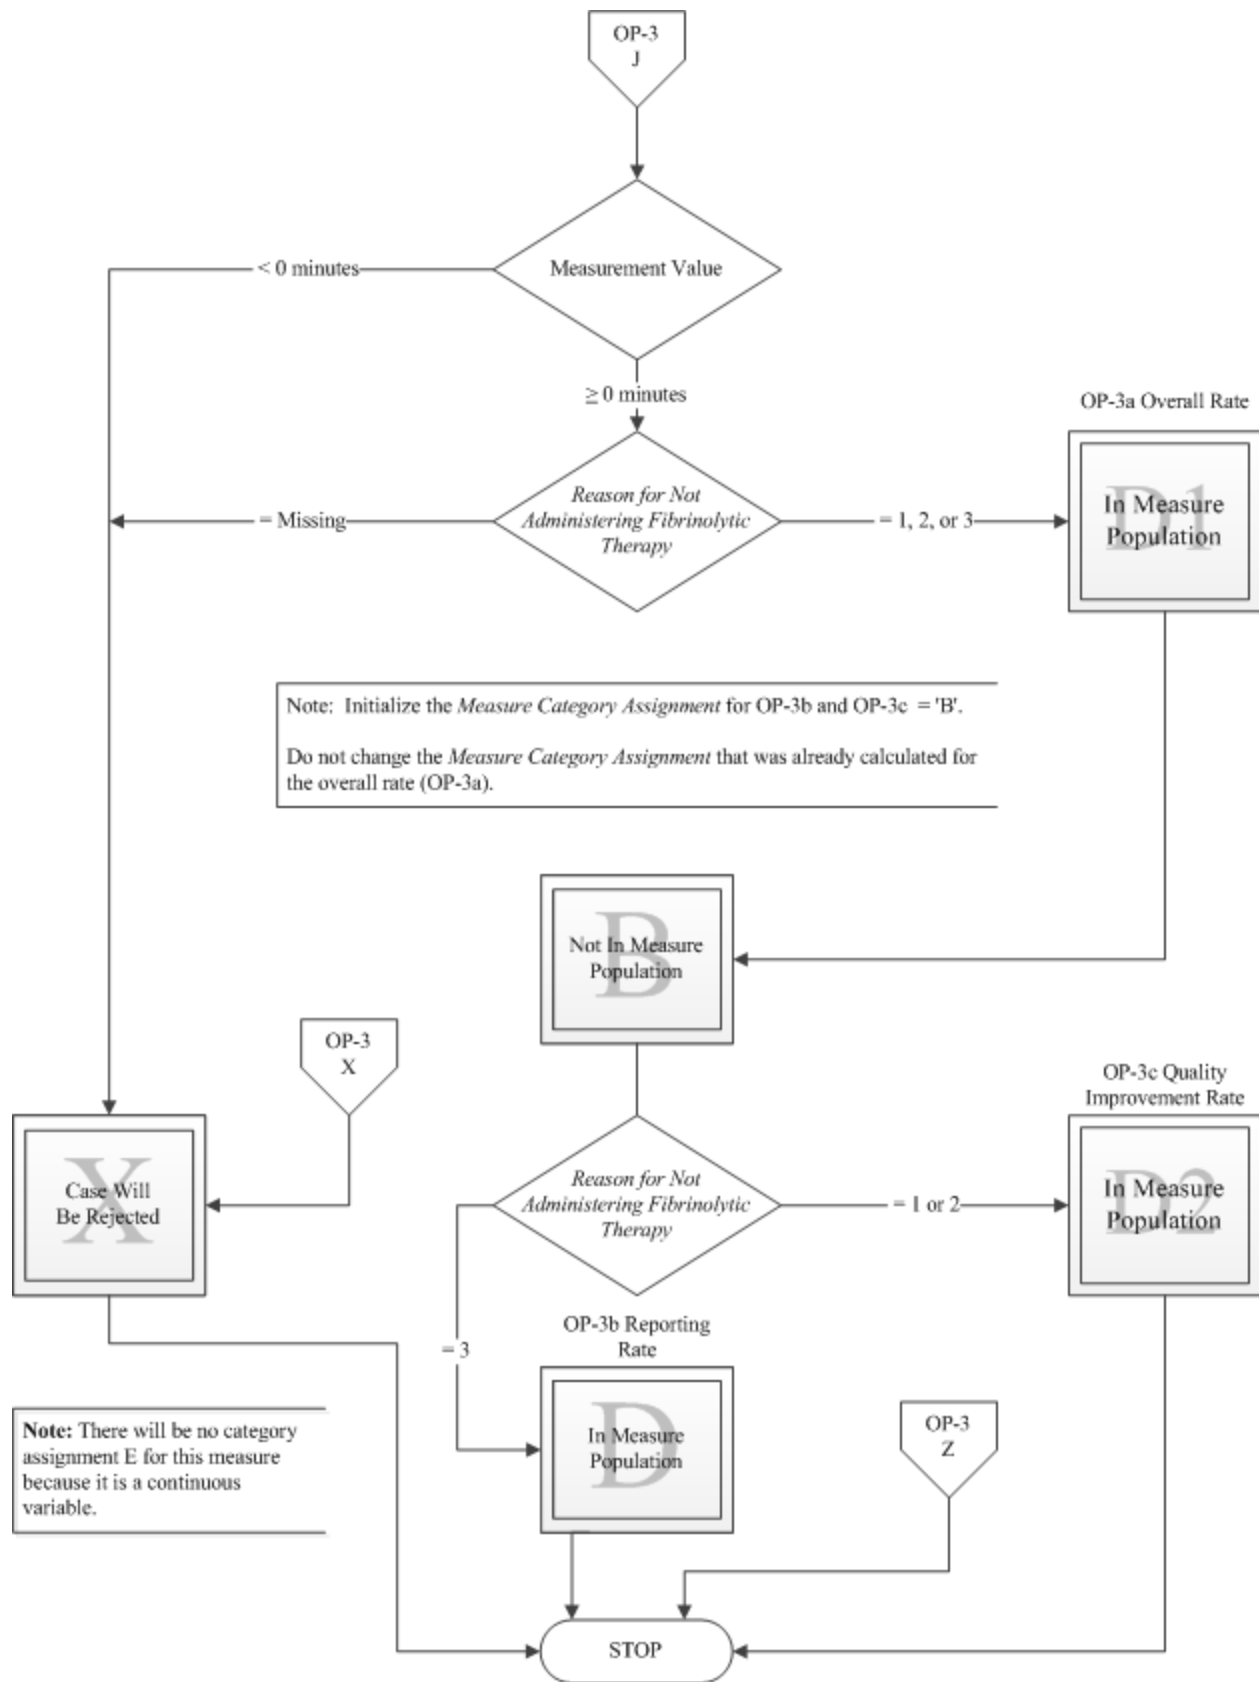 OP-3
J
Measurement Value
< 0 minutes
≥ 0 minutes
OP-3a Overall Rate
Reason for Not
Administering Fibrinolytic
Therapy
= Missing
= 1, 2, or 3
D1
In Measure
Population
Note: Initialize the Measure Category Assignment for OP-3b and OP-3c = 'B'.
Do not change the Measure Category Assignment that was already calculated for
the overall rate (OP-3a).
B
Not In Measure
Population
OP-3
X
OP-3c Quality
Improvement Rate
X
Case Will
Be Rejected
Reason for Not
Administering Fibrinolytic
Therapy
= 1 or 2
D2
In Measure
Population
= 3
OP-3b Reporting
Rate
D
In Measure
Population
OP-3
Z
Note: There will be no category
assignment E for this measure
because it is a continuous
variable.
STOP